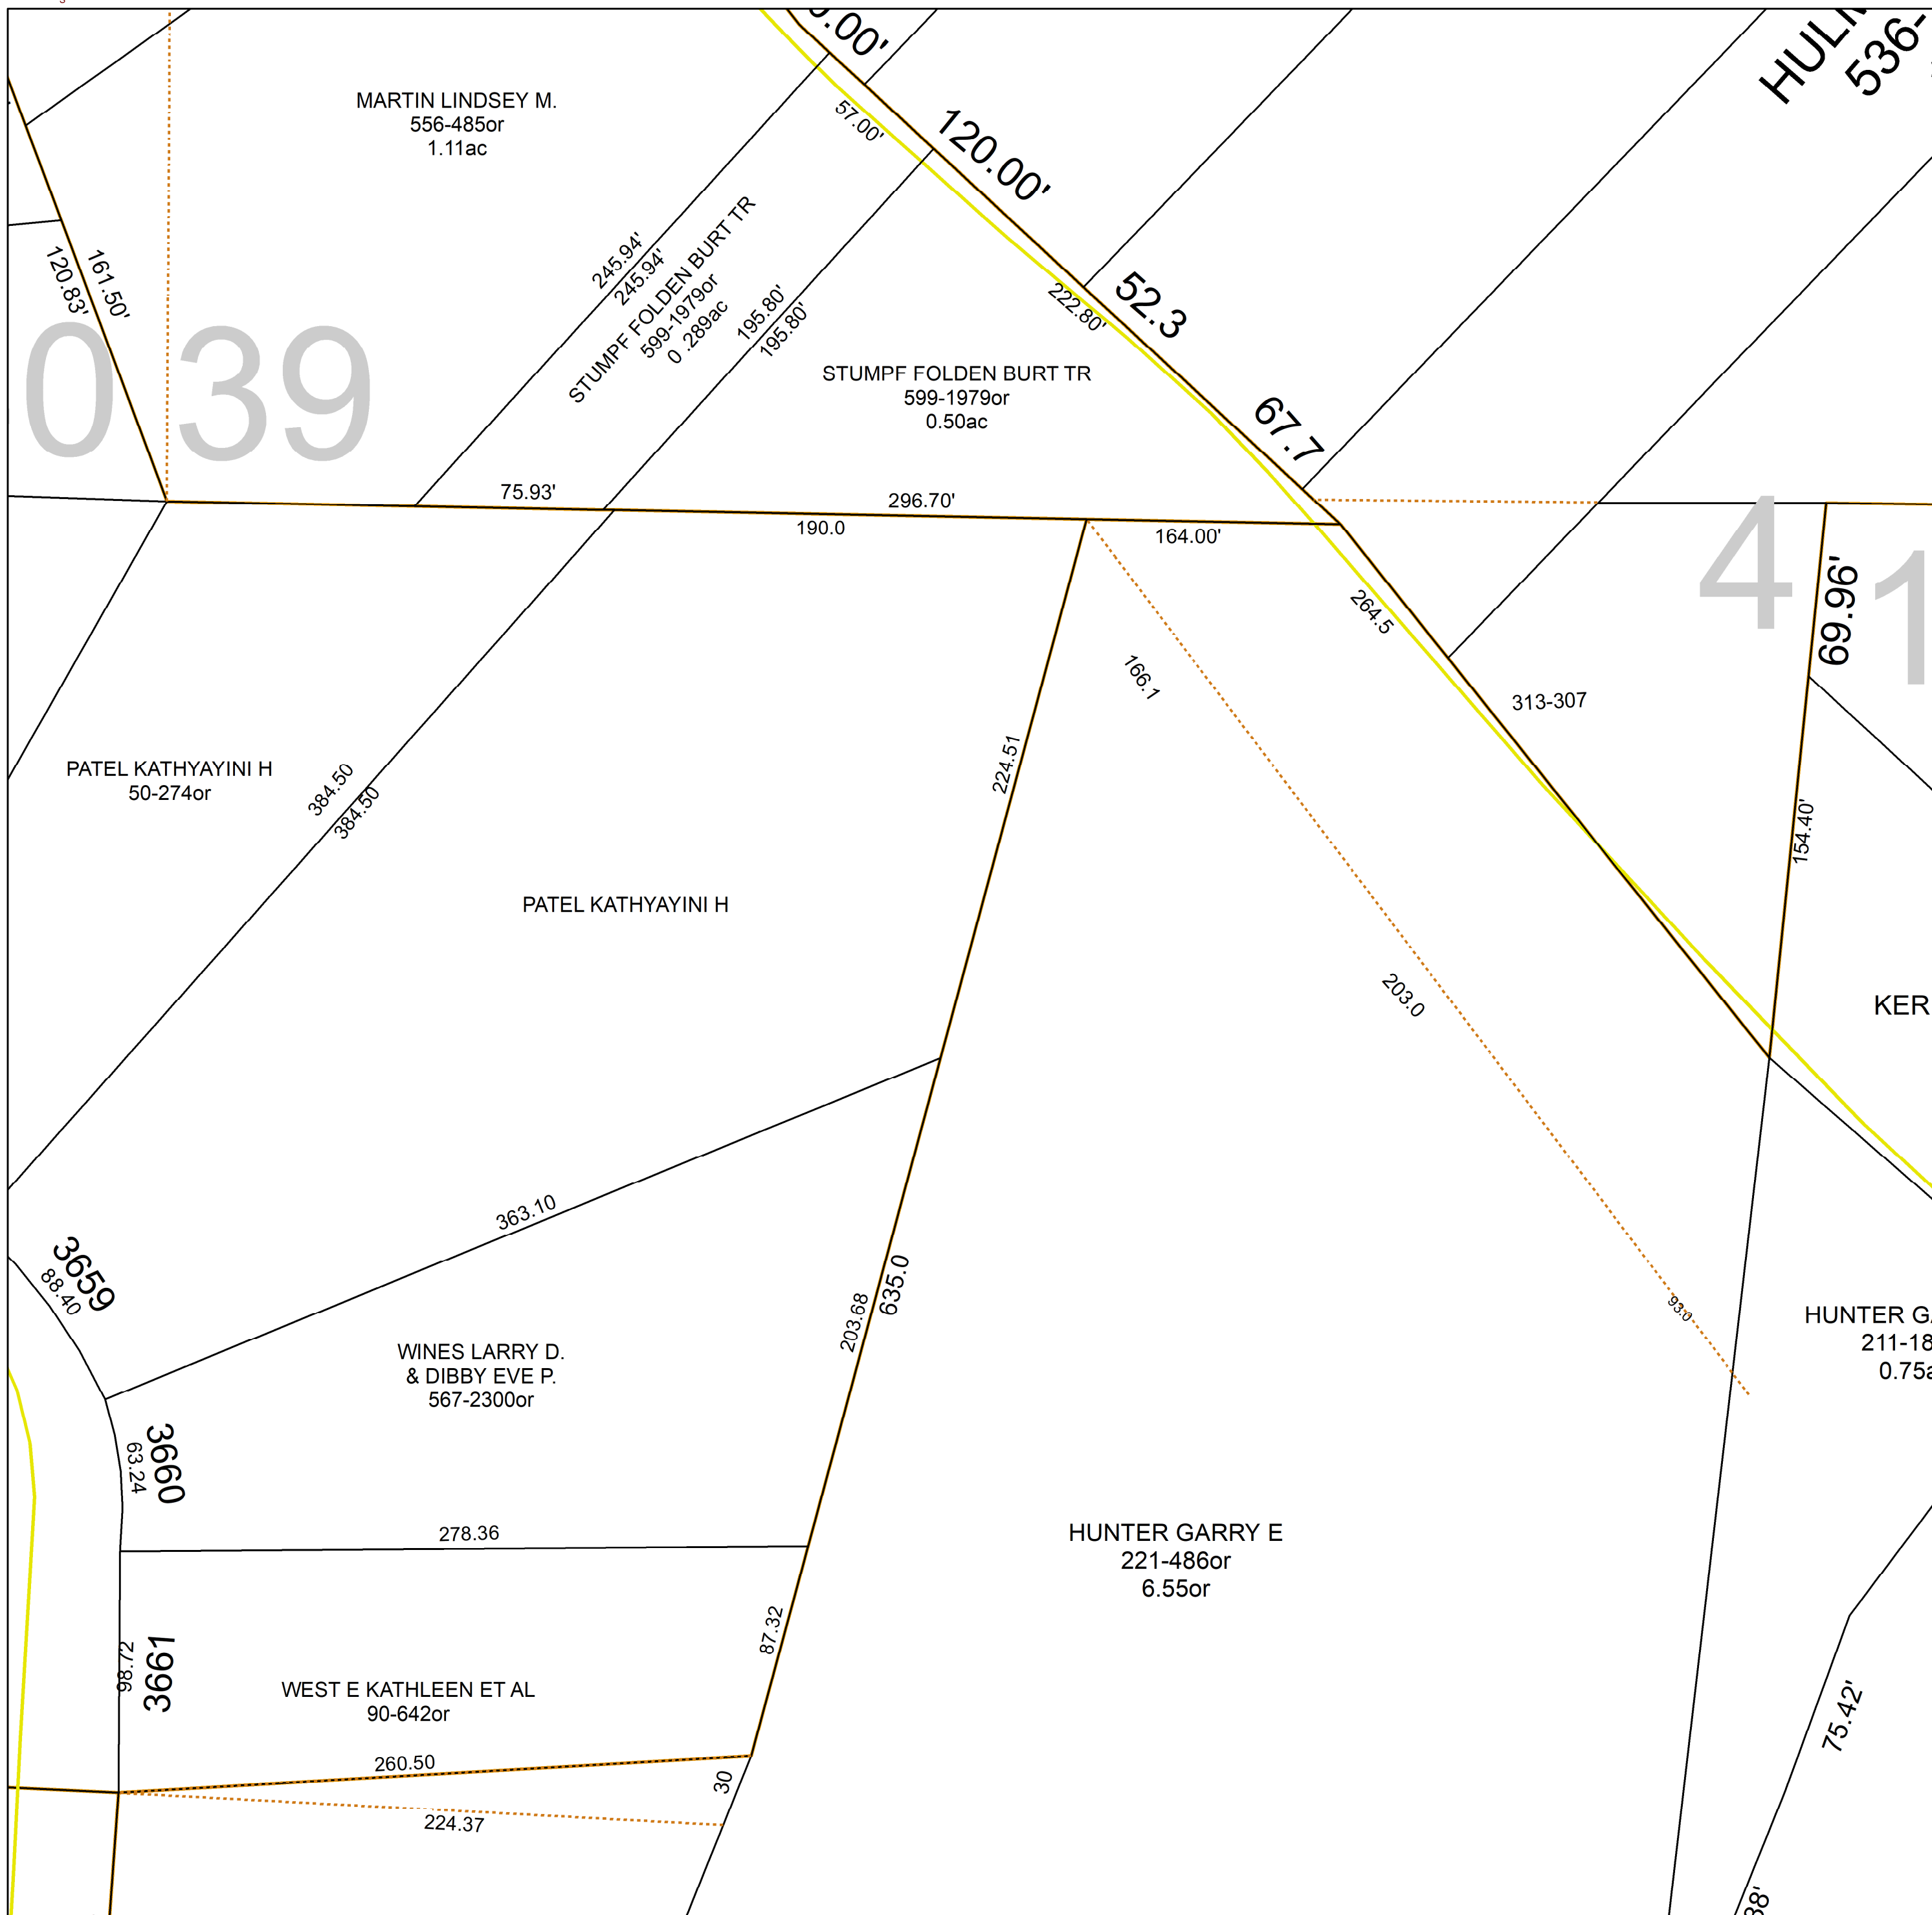 MARTIN LINDSEY M.
556-485or
1.11ac
57.00'
120.00'
HULM
536-
245.94'
245.94'
STUMPF FOLDEN BURT TR
599-1979or
0 .289ac
195.80'
195.80'
222.80'
52.3
161.50'
120.83'
0
39
STUMPF FOLDEN BURT TR
599-1979or
0.50ac
67.7
75.93'
296.70'
190.0
164.00'
4
1
69.96'
264.5
166.1
313-307
224.51
154.40'
PATEL KATHYAYINI H
50-274or
384.50
384.50
PATEL KATHYAYINI H
203.0
KER
363.10
3659
88.40
635.0
203.68
93.0
HUNTER GA
211-18
0.75a
WINES LARRY D.
& DIBBY EVE P.
567-2300or
3660
63.24
278.36
HUNTER GARRY E
221-486or
6.55or
87.32
98.72
3661
WEST E KATHLEEN ET AL
90-642or
75.42'
260.50
30
224.37